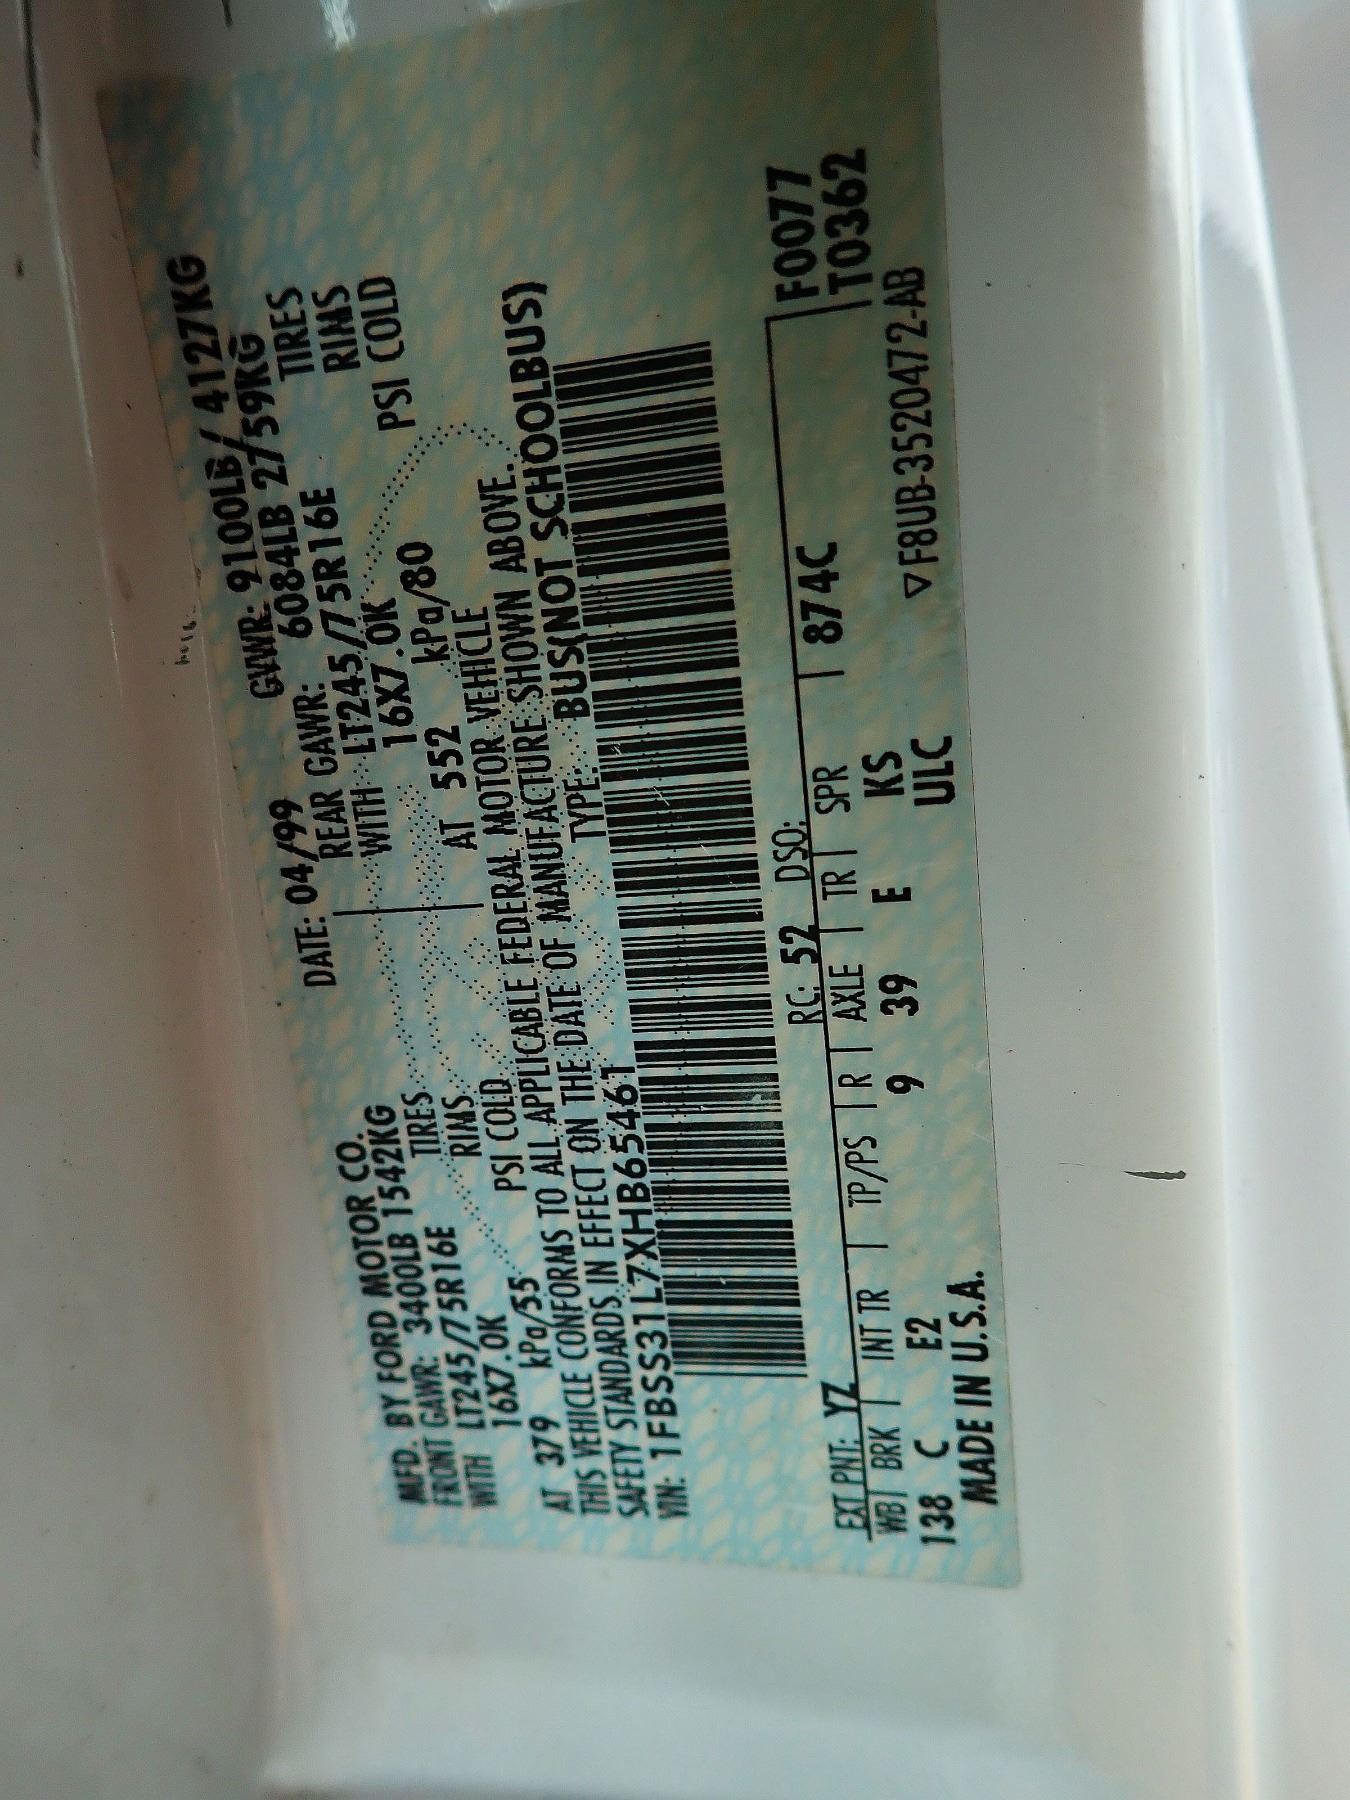 MFD. BY FORD MOTOR CO.
DATE: 04/99 GVWR: 9100LB/ 4127KG
FRONT GAWR: 3400LB 1542KG
REAR GAWR: 6084LB 2759KG
WITH LT245/75R16E TIRES
WITH LT245/75R16E TIRES
16X7.0K RIMS
16X7.0K RIMS
AT 379 kPa/55 PSI COLD
AT 552 kPa/80 PSI COLD
THIS VEHICLE CONFORMS TO ALL APPLICABLE FEDERAL MOTOR VEHICLE
SAFETY STANDARDS IN EFFECT ON THE DATE OF MANUFACTURE SHOWN ABOVE.
VIN: 1FBSS31L7XHB65461 TYPE: BUS(NOT SCHOOLBUS)
EXT PNT: YZ RC: 52 DSO: F0077
WB BRK INT TR TP/PS R AXLE TR SPR 874C T0362
138 C E2 9 39 E KS
MADE IN U.S.A. ULC ▽F8UB-3520472-AB